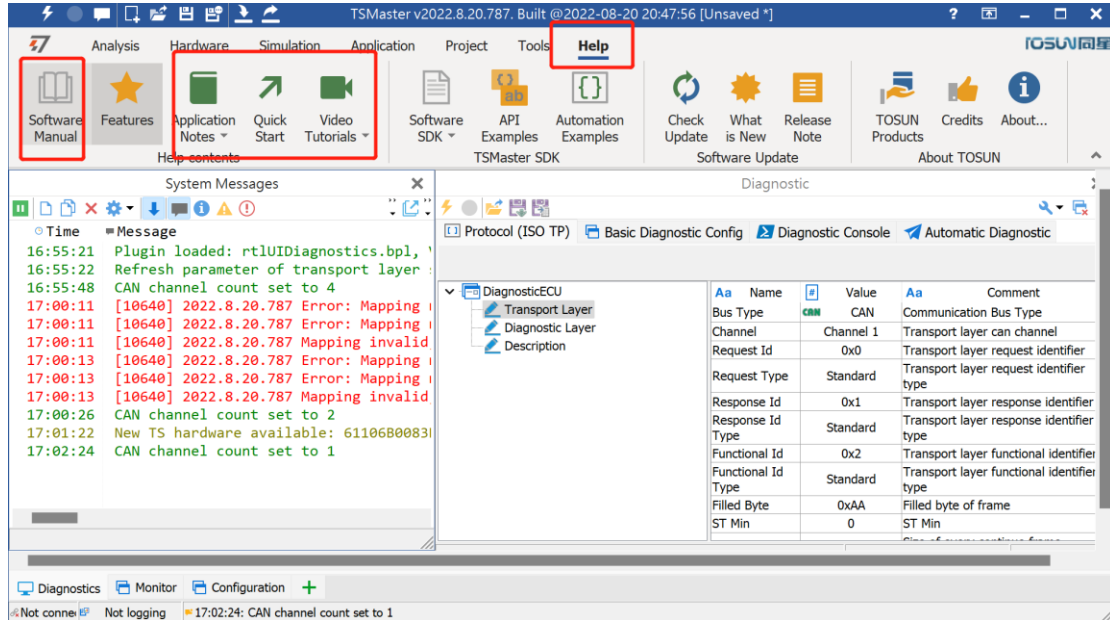 TSMaster v2022.8.20.787. Built @2022-08-20 20:47:56 [Unsaved *]
?
Analysis Hardware Simulation Application Project Tools Help
TOSUN同星
Software Manual
Features
Application Notes
Quick Start
Video Tutorials
Software SDK
API Examples
Automation Examples
Check Update
What is New
Release Note
TOSUN Products
Credits
About...
Help contents
TSMaster SDK
Software Update
About TOSUN
System Messages
Time Message
16:55:21 Plugin loaded: rtlUIDiagnostics.bpl,
16:55:22 Refresh parameter of transport layer
16:55:48 CAN channel count set to 4
17:00:11 [10640] 2022.8.20.787 Error: Mapping
17:00:11 [10640] 2022.8.20.787 Error: Mapping
17:00:11 [10640] 2022.8.20.787 Mapping invalid
17:00:13 [10640] 2022.8.20.787 Error: Mapping
17:00:13 [10640] 2022.8.20.787 Error: Mapping
17:00:13 [10640] 2022.8.20.787 Mapping invalid
17:00:26 CAN channel count set to 2
17:01:22 New TS hardware available: 61106B0083
17:02:24 CAN channel count set to 1
Diagnostic
Protocol (ISO TP) Basic Diagnostic Config Diagnostic Console Automatic Diagnostic
DiagnosticECU
Transport Layer
Diagnostic Layer
Description
Aa Name # Value Aa Comment
Bus Type CAN CAN Communication Bus Type
Channel Channel 1 Transport layer can channel
Request Id 0x0 Transport layer request identifier
Request Type Standard Transport layer request identifier type
Response Id 0x1 Transport layer response identifier
Response Id Type Standard Transport layer response identifier type
Functional Id 0x2 Transport layer functional identifier
Functional Id Type Standard Transport layer functional identifier type
Filled Byte 0xAA Filled byte of frame
ST Min 0 ST Min
Diagnostics Monitor Configuration
Not conne Not logging 17:02:24: CAN channel count set to 1